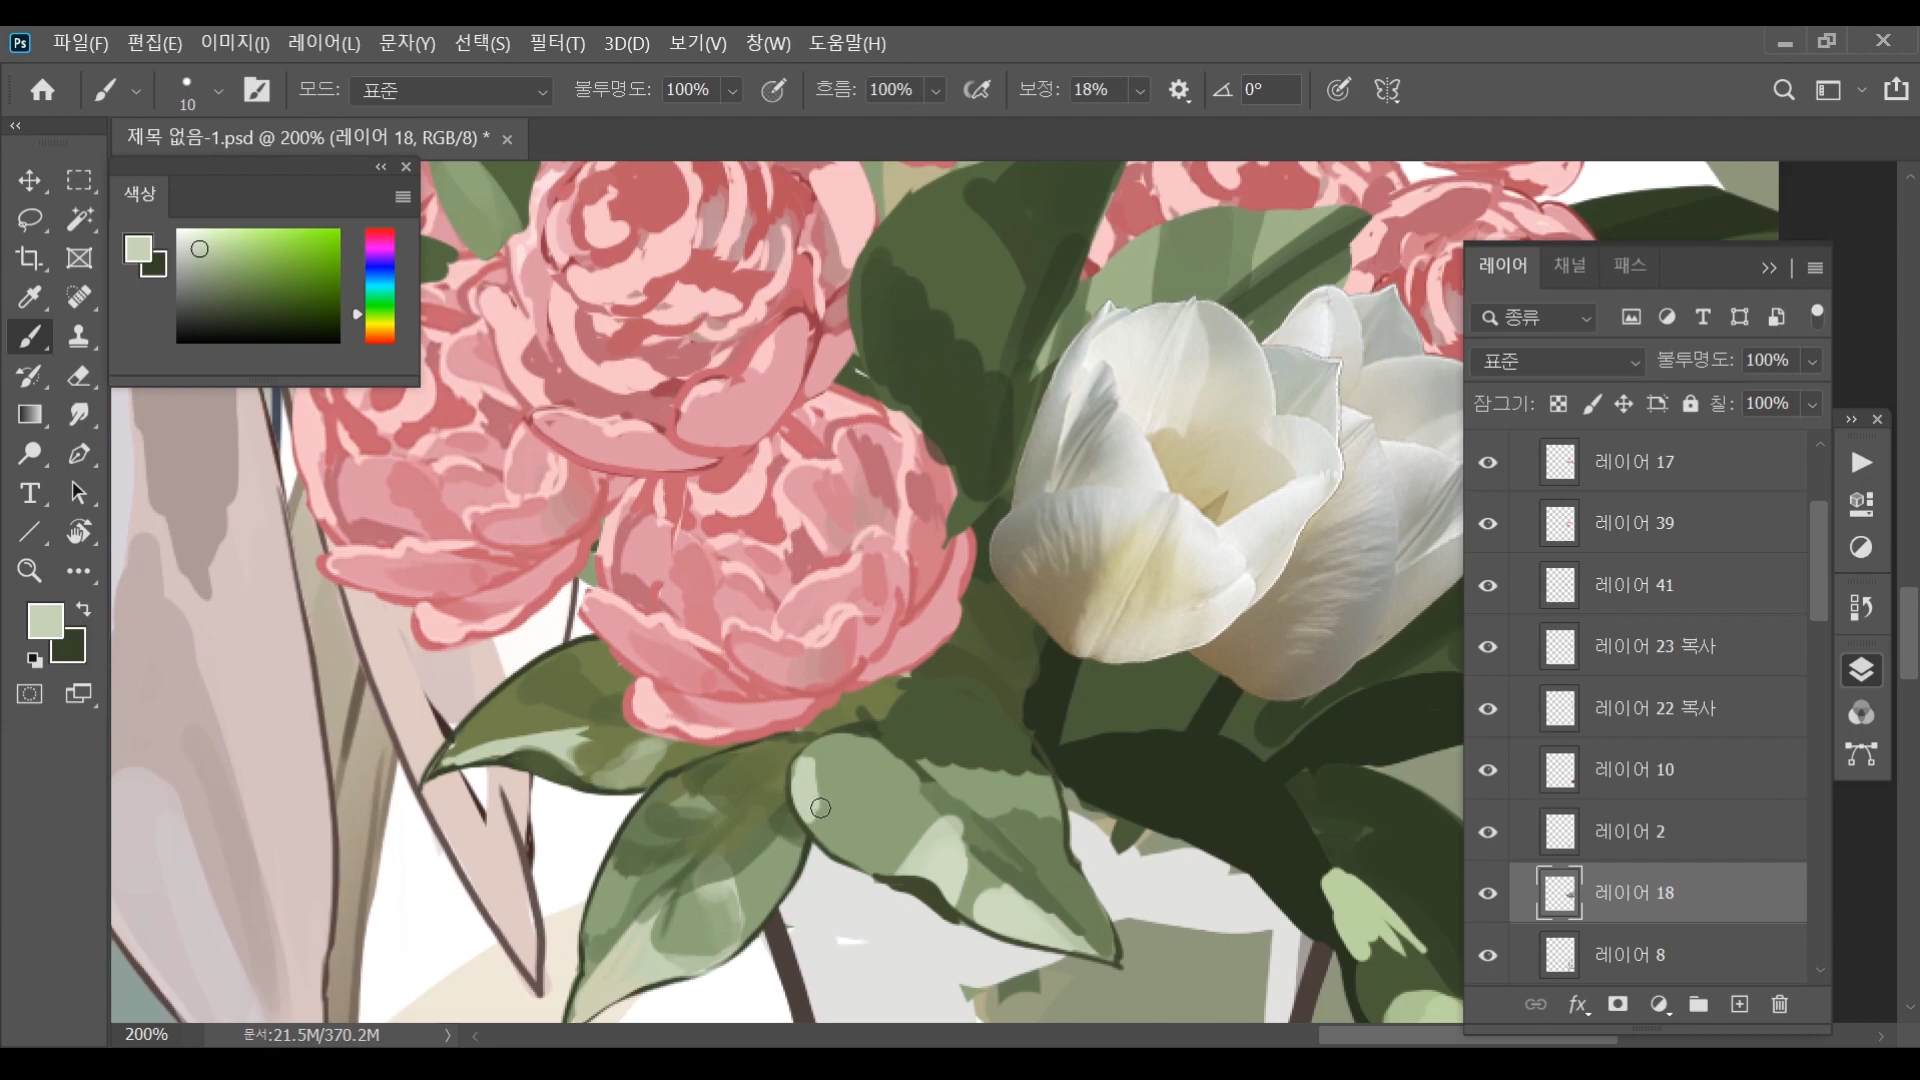 Ps 파일(F) 편집(E) 이미지(I) 레이어(L) 문자(Y) 선택(S) 필터(T) 3D(D) 보기(V) 창(W) 도움말(H)
10 모드: 표준 불투명도: 100% 흐름: 100% 보정: 18% 0°
제목 없음-1.psd @ 200% (레이어 18, RGB/8) *
색상
레이어 채널 패스
종류
표준 불투명도: 100%
잠그기: 칠: 100%
레이어 17
레이어 39
레이어 41
레이어 23 복사
레이어 22 복사
레이어 10
레이어 2
레이어 18
레이어 8
fx
200% 문서:21.5M/370.2M